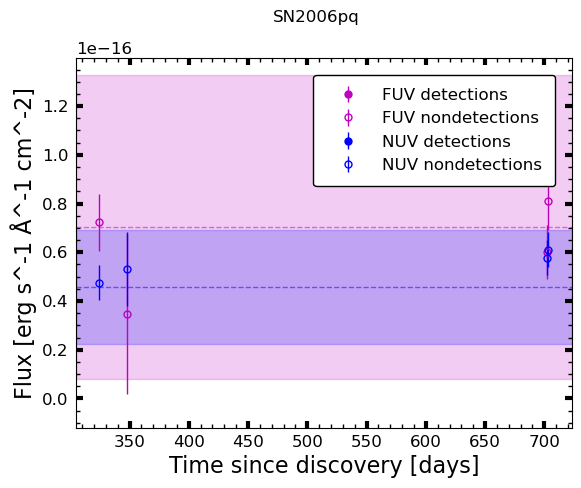 SN2006pq
1e−16
Flux [erg s^-1 Å^-1 cm^-2]
1.2
1.0
0.8
0.6
0.4
0.2
0.0
FUV detections
FUV nondetections
NUV detections
NUV nondetections
350 400 450 500 550 600 650 700
Time since discovery [days]